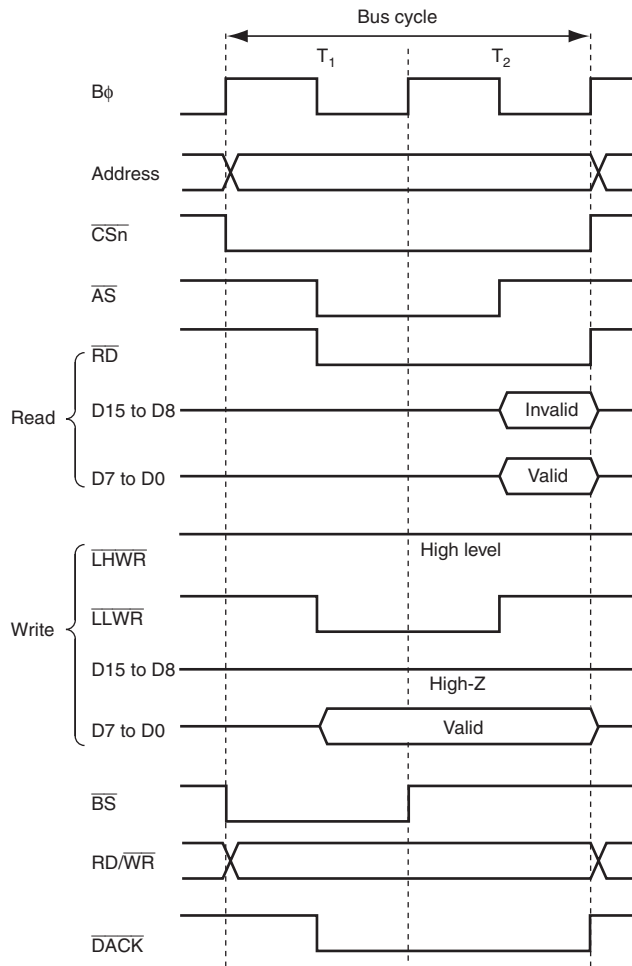 Bus cycle
T1 T2
Bϕ
Address
CSn
AS
RD
Read
D15 to D8 Invalid
D7 to D0 Valid
LHWR High level
Write
LLWR
D15 to D8 High-Z
D7 to D0 Valid
BS
RD/WR
DACK